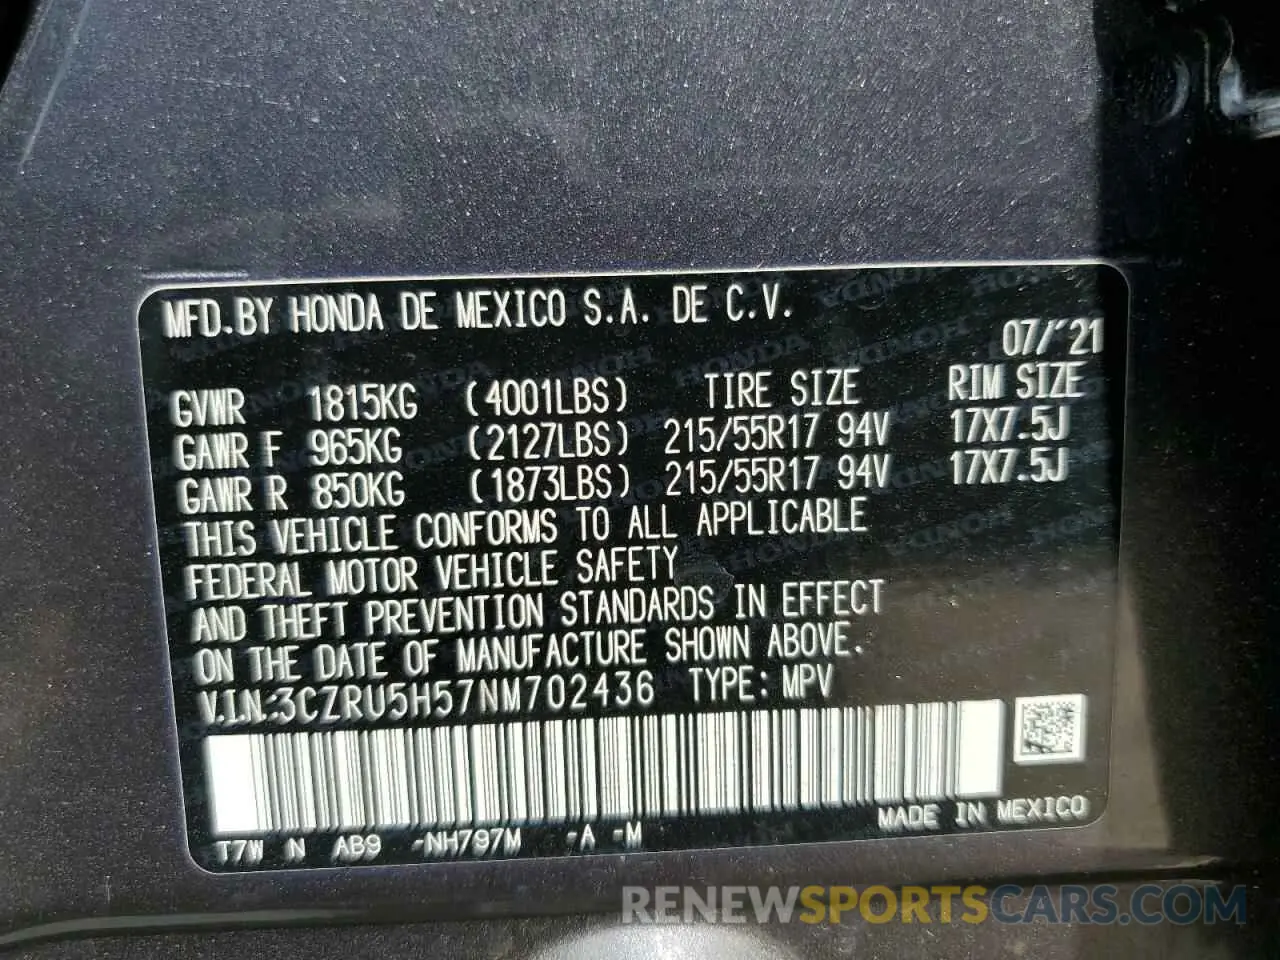 MFD.BY HONDA DE MEXICO S.A. DE C.V.
07/'21
GVWR 1815KG (4001LBS) TIRE SIZE RIM SIZE
GAWR F 965KG (2127LBS) 215/55R17 94V 17X7.5J
GAWR R 850KG (1873LBS) 215/55R17 94V 17X7.5J
THIS VEHICLE CONFORMS TO ALL APPLICABLE
FEDERAL MOTOR VEHICLE SAFETY
AND THEFT PREVENTION STANDARDS IN EFFECT
ON THE DATE OF MANUFACTURE SHOWN ABOVE.
V.I.N:3CZRU5H57NM702436 TYPE: MPV
MADE IN MEXICO
T7W N AB9 -NH797M -A -M
RENEWSPORTSCARS.COM